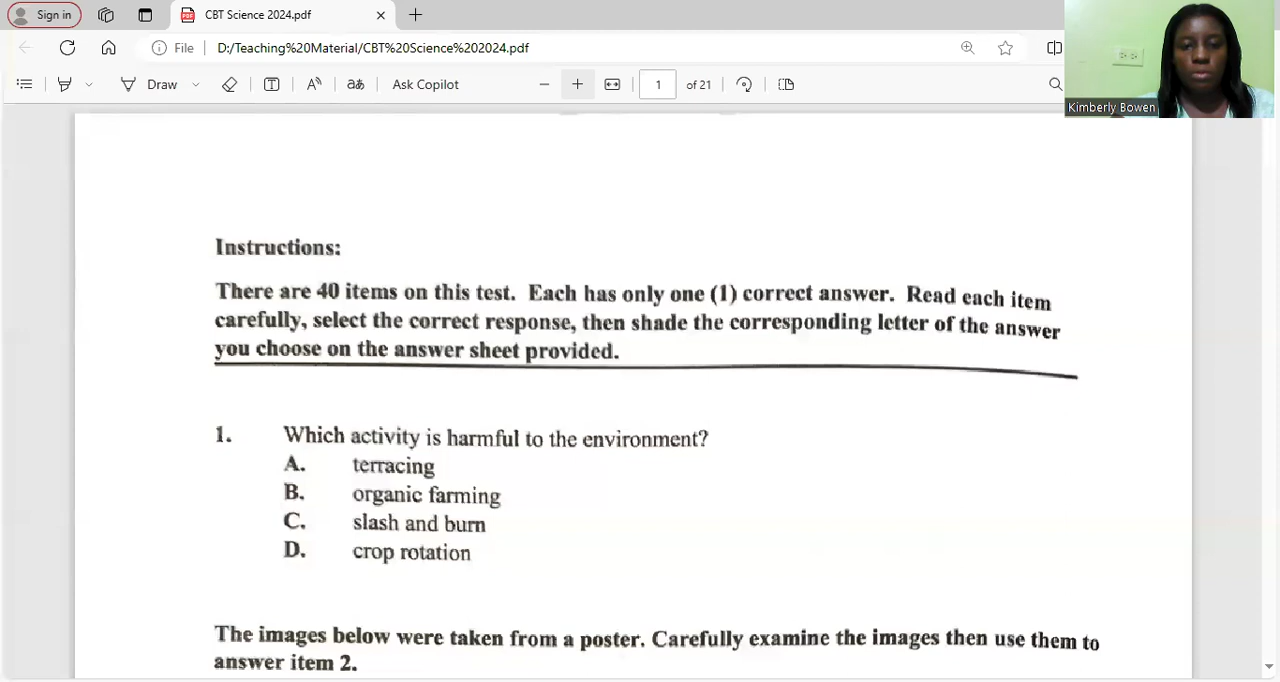 Sign in
CBT Science 2024.pdf
File
D:/Teaching%20Material/CBT%20Science%202024.pdf
Draw
Ask Copilot
1 of 21
Kimberly Bowen
Instructions:
There are 40 items on this test. Each has only one (1) correct answer. Read each item
carefully, select the correct response, then shade the corresponding letter of the answer
you choose on the answer sheet provided.
1. Which activity is harmful to the environment?
A. terracing
B. organic farming
C. slash and burn
D. crop rotation
The images below were taken from a poster. Carefully examine the images then use them to
answer item 2.